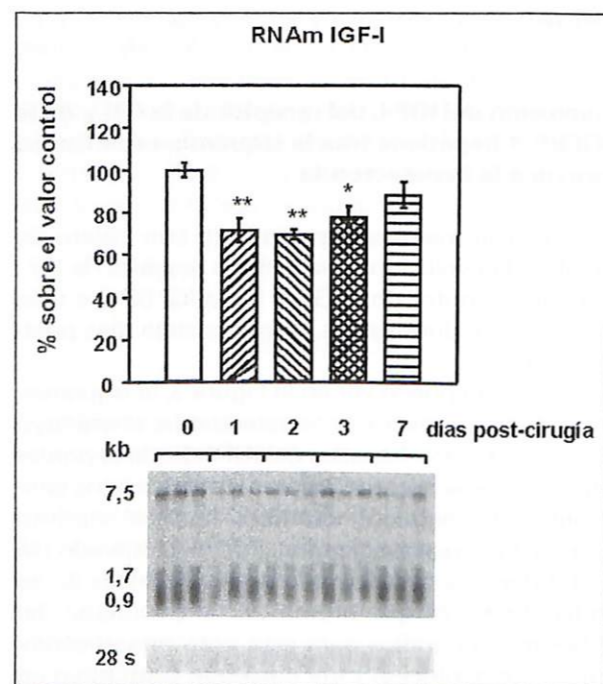 RNAm IGF-I
% sobre el valor control
140
120
100
80
60
40
20
0
**
**
*
0 1 2 3 7 días post-cirugía
kb
7,5
1,7
0,9
28 s